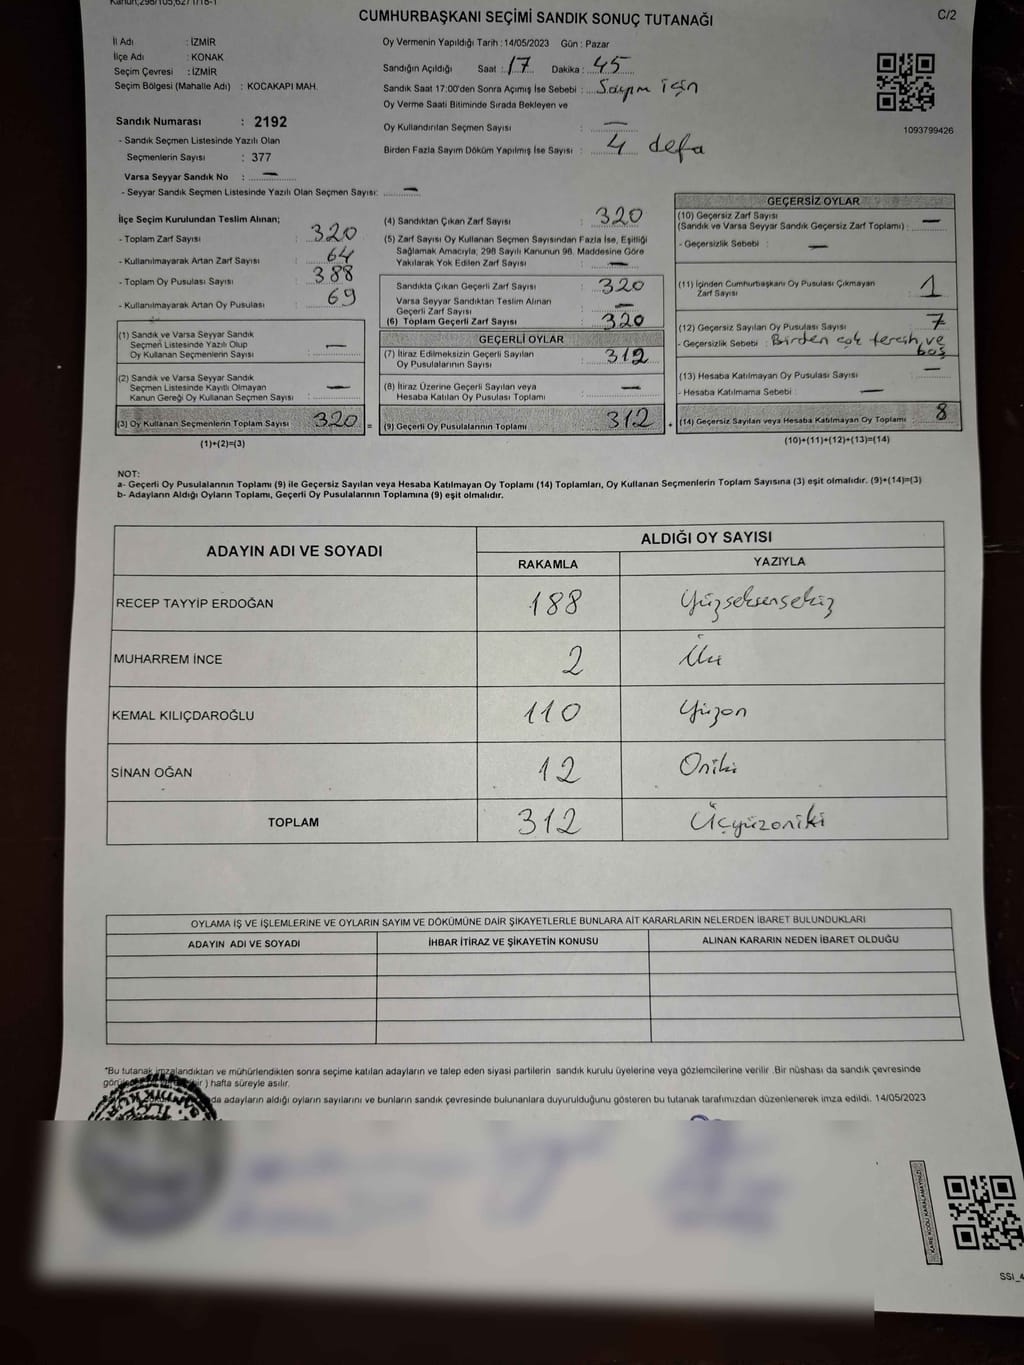 CUMHURBAŞKANI SEÇİMİ SANDIK SONUÇ TUTANAĞI
C/2
İl Adı : İZMİR
İlçe Adı : KONAK
Seçim Çevresi : İZMİR
Seçim Bölgesi (Mahalle Adı) : KOCAKAPI MAH.
Oy Vermenin Yapıldığı Tarih : 14/05/2023 Gün : Pazar
Sandığın Açıldığı Saat : 17 Dakika : 45
Sandık Saat 17:00'den Sonra Açımış İse Sebebi : Sayım için
Oy Verme Saati Bitiminde Sırada Bekleyen ve
Oy Kullandırılan Seçmen Sayısı : —
Birden Fazla Sayım Döküm Yapılmış İse Sayısı : 4 defa
1093799426
Sandık Numarası : 2192
- Sandık Seçmen Listesinde Yazılı Olan
Seçmenlerin Sayısı : 377
Varsa Seyyar Sandık No : —
- Seyyar Sandık Seçmen Listesinde Yazılı Olan Seçmen Sayısı: —
İlçe Seçim Kurulundan Teslim Alınan;
- Toplam Zarf Sayısı : 320
- Kullanılmayarak Artan Zarf Sayısı : 64
- Toplam Oy Pusulası Sayısı : 388
- Kullanılmayarak Artan Oy Pusulası : 69
(1) Sandık ve Varsa Seyyar Sandık
Seçmen Listesinde Yazılı Olup
Oy Kullanan Seçmenlerin Sayısı : —
(2) Sandık ve Varsa Seyyar Sandık
Seçmen Listesinde Kayıtlı Olmayan
Kanun Gereği Oy Kullanan Seçmen Sayısı : —
(3) Oy Kullanan Seçmenlerin Toplam Sayısı 320 =
(1)+(2)=(3)
(4) Sandıktan Çıkan Zarf Sayısı : 320
(5) Zarf Sayısı Oy Kullanan Seçmen Sayısından Fazla İse, Eşitliği
Sağlamak Amacıyla, 298 Sayılı Kanunun 98. Maddesine Göre
Yakılarak Yok Edilen Zarf Sayısı : —
Sandıkta Çıkan Geçerli Zarf Sayısı : 320
Varsa Seyyar Sandıktan Teslim Alınan
Geçerli Zarf Sayısı : —
(6) Toplam Geçerli Zarf Sayısı : 320
GEÇERLİ OYLAR
(7) İtiraz Edilmeksizin Geçerli Sayılan
Oy Pusulalarının Sayısı : 312
(8) İtiraz Üzerine Geçerli Sayılan veya
Hesaba Katılan Oy Pusulası Toplamı : —
(9) Geçerli Oy Pusulalarının Toplamı 312 +
GEÇERSİZ OYLAR
(10) Geçersiz Zarf Sayısı
(Sandık ve Varsa Seyyar Sandık Geçersiz Zarf Toplamı) : —
- Geçersizlik Sebebi : —
(11) İçinden Cumhurbaşkanı Oy Pusulası Çıkmayan
Zarf Sayısı : 1
(12) Geçersiz Sayılan Oy Pusulası Sayısı : 7
- Geçersizlik Sebebi : Birden çok tercih, ve
boş
(13) Hesaba Katılmayan Oy Pusulası Sayısı : —
- Hesaba Katılmama Sebebi : —
(14) Geçersiz Sayılan veya Hesaba Katılmayan Oy Toplamı 8
(10)+(11)+(12)+(13)=(14)
NOT:
a- Geçerli Oy Pusulalarının Toplamı (9) ile Geçersiz Sayılan veya Hesaba Katılmayan Oy Toplamı (14) Toplamları, Oy Kullanan Seçmenlerin Toplam Sayısına (3) eşit olmalıdır. (9)+(14)=(3)
b- Adayların Aldığı Oyların Toplamı, Geçerli Oy Pusulalarının Toplamına (9) eşit olmalıdır.
ADAYIN ADI VE SOYADI ALDIĞI OY SAYISI
RAKAMLA YAZIYLA
RECEP TAYYİP ERDOĞAN 188 Yüzseksensekiz
MUHARREM İNCE 2 İki
KEMAL KILIÇDAROĞLU 110 Yüzon
SİNAN OĞAN 12 Oniki
TOPLAM 312 Üçyüzoniki
OYLAMA İŞ VE İŞLEMLERİNE VE OYLARIN SAYIM VE DÖKÜMÜNE DAİR ŞİKAYETLERLE BUNLARA AİT KARARLARIN NELERDEN İBARET BULUNDUKLARI
ADAYIN ADI VE SOYADI İHBAR İTİRAZ VE ŞİKAYETİN KONUSU ALINAN KARARIN NEDEN İBARET OLDUĞU
*Bu tutanak imzalandıktan ve mühürlendikten sonra seçime katılan adayların ve talep eden siyasi partilerin sandık kurulu üyelerine veya gözlemcilerine verilir .Bir nüshası da sandık çevresinde
) hafta süreyle asılır.
adayların aldığı oyların sayılarını ve bunların sandık çevresinde bulunanlara duyurulduğunu gösteren bu tutanak tarafımızdan düzenlenerek imza edildi. 14/05/2023
KARE KODU KARALAMAYINIZ!
SSI_4